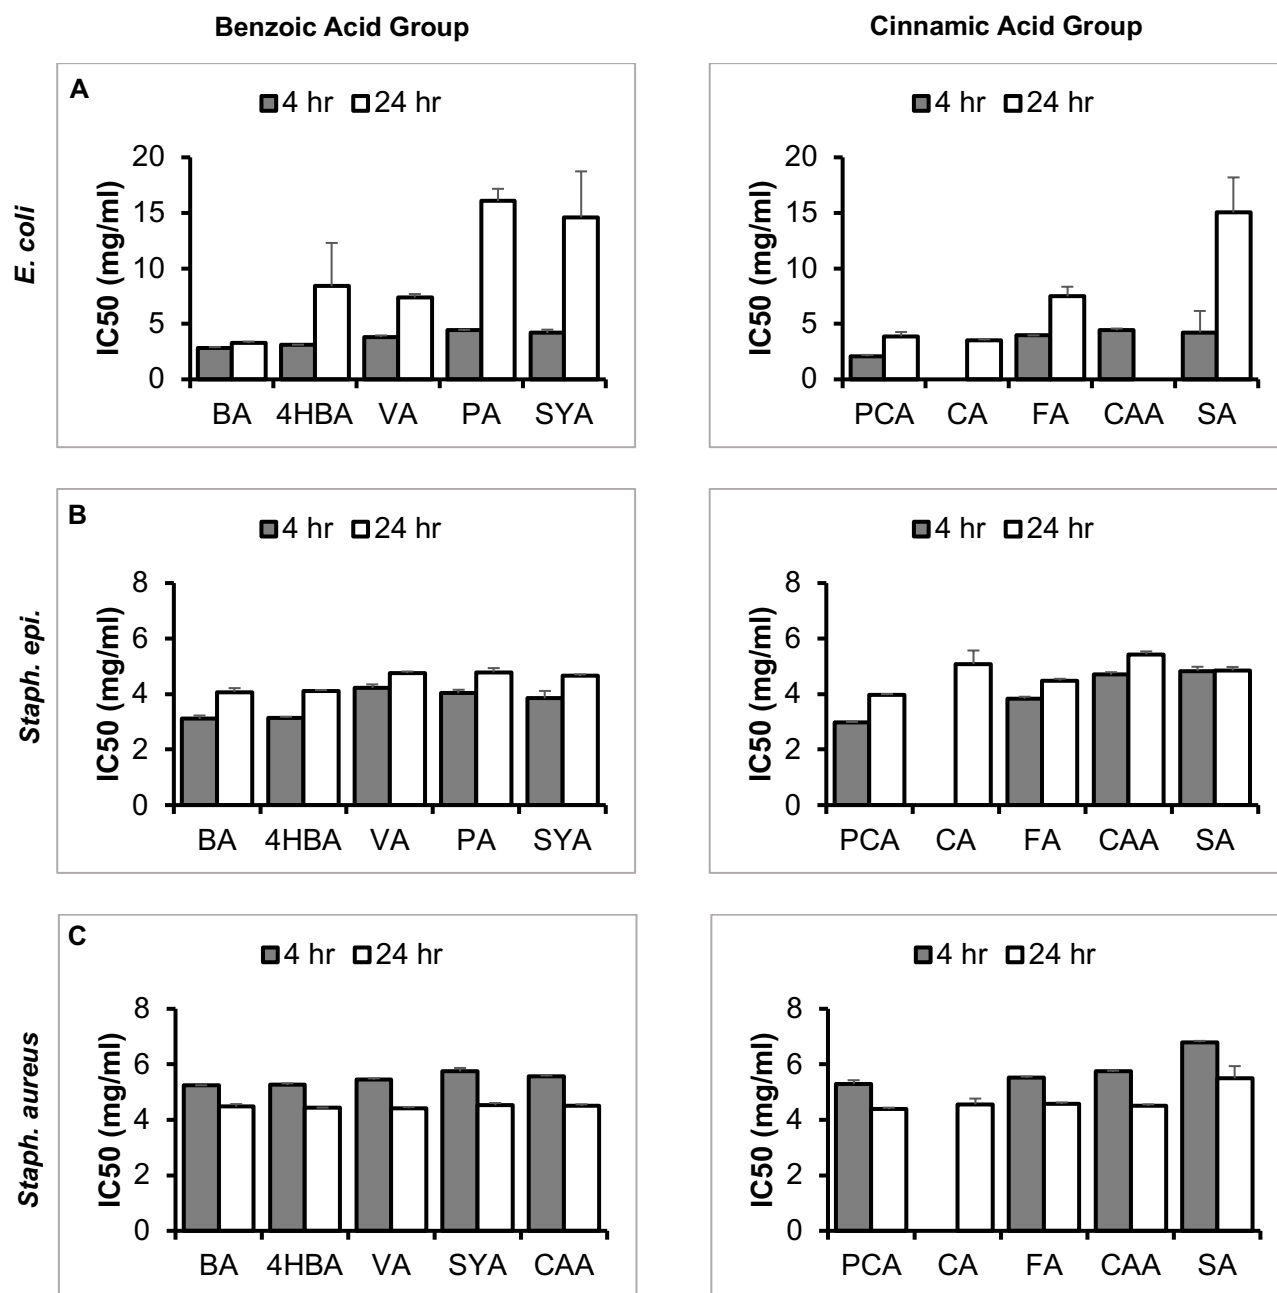 Benzoic Acid Group
Cinnamic Acid Group
E. coli
A
4 hr 24 hr
IC50 (mg/ml)
20
15
10
5
0
BA 4HBA VA PA SYA
4 hr 24 hr
IC50 (mg/ml)
20
15
10
5
0
PCA CA FA CAA SA
Staph. epi.
B
4 hr 24 hr
IC50 (mg/ml)
8
6
4
2
0
BA 4HBA VA PA SYA
4 hr 24 hr
IC50 (mg/ml)
8
6
4
2
0
PCA CA FA CAA SA
Staph. aureus
C
4 hr 24 hr
IC50 (mg/ml)
8
6
4
2
0
BA 4HBA VA SYA CAA
4 hr 24 hr
IC50 (mg/ml)
8
6
4
2
0
PCA CA FA CAA SA